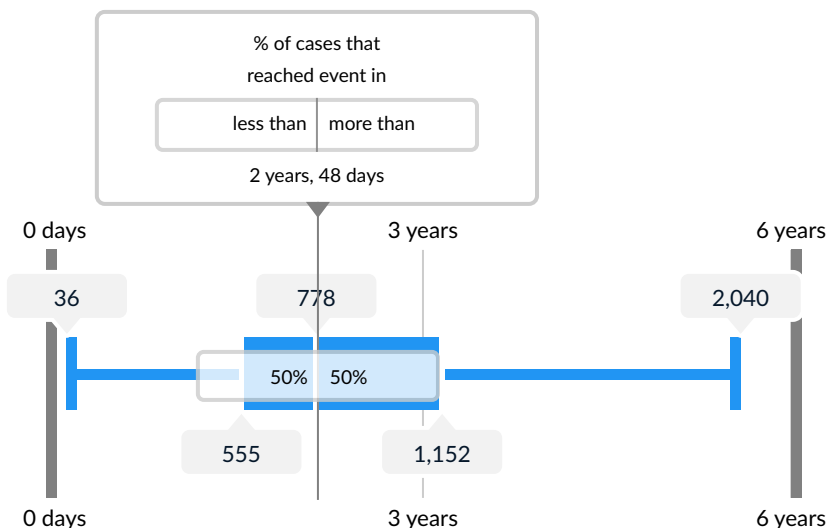 % of cases that
reached event in
less than more than
2 years, 48 days
0 days 3 years 6 years
36 778 2,040
50% 50%
555 1,152
0 days 3 years 6 years